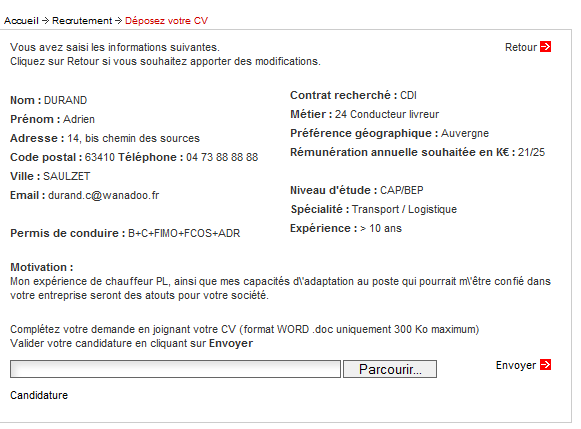 Accueil → Recrutement → Déposez votre CV
Vous avez saisi les informations suivantes.
Retour
Cliquez sur Retour si vous souhaitez apporter des modifications.
Nom : DURAND
Prénom : Adrien
Adresse : 14, bis chemin des sources
Code postal : 63410 Téléphone : 04 73 88 88 88
Ville : SAULZET
Email : durand.c@wanadoo.fr
Permis de conduire : B+C+FIMO+FCOS+ADR
Contrat recherché : CDI
Métier : 24 Conducteur livreur
Préférence géographique : Auvergne
Rémunération annuelle souhaitée en K€ : 21/25
Niveau d'étude : CAP/BEP
Spécialité : Transport / Logistique
Expérience : > 10 ans
Motivation :
Mon expérience de chauffeur PL, ainsi que mes capacités d\'adaptation au poste qui pourrait m\'être confié dans
votre entreprise seront des atouts pour votre société.
Complétez votre demande en joignant votre CV (format WORD .doc uniquement 300 Ko maximum)
Valider votre candidature en cliquant sur Envoyer
Parcourir...
Envoyer
Candidature